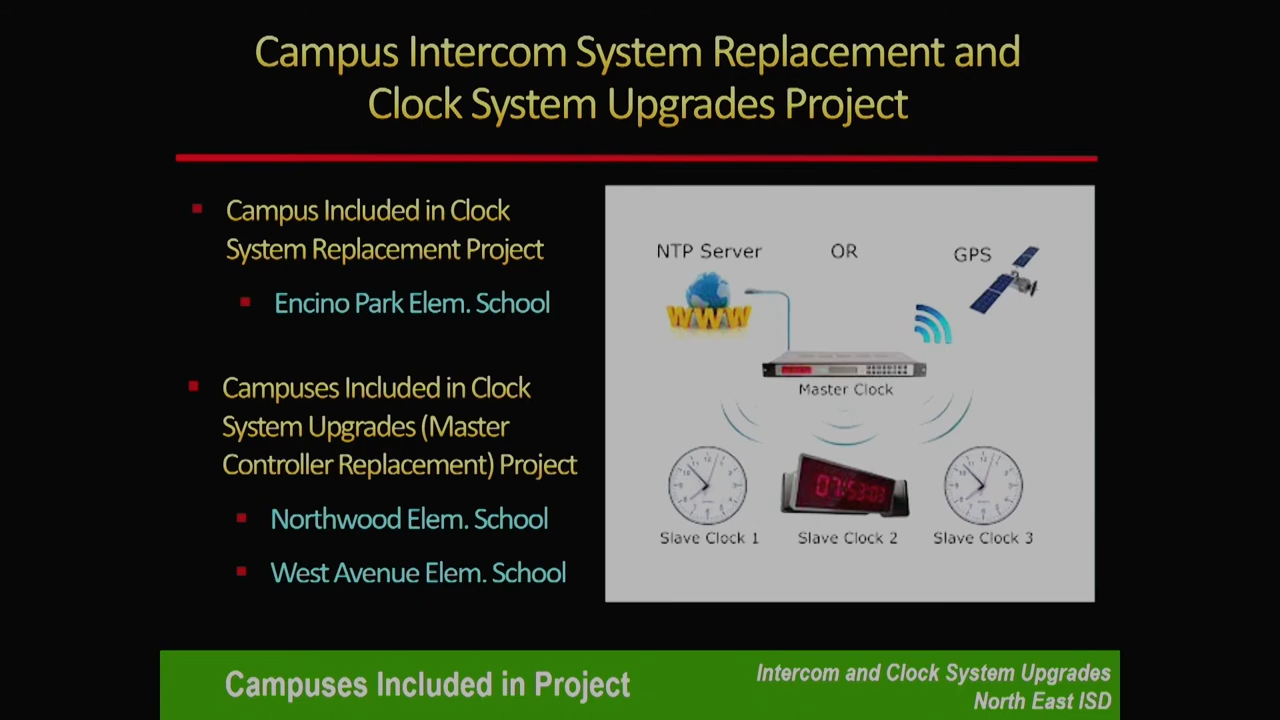 Campus Intercom System Replacement and
Clock System Upgrades Project
Campus Included in Clock
System Replacement Project
Encino Park Elem. School
Campuses Included in Clock
System Upgrades (Master
Controller Replacement) Project
Northwood Elem. School
West Avenue Elem. School
NTP Server
OR
GPS
WWW
Master Clock
07:53:03
Slave Clock 1
Slave Clock 2
Slave Clock 3
Campuses Included in Project
Intercom and Clock System Upgrades
North East ISD